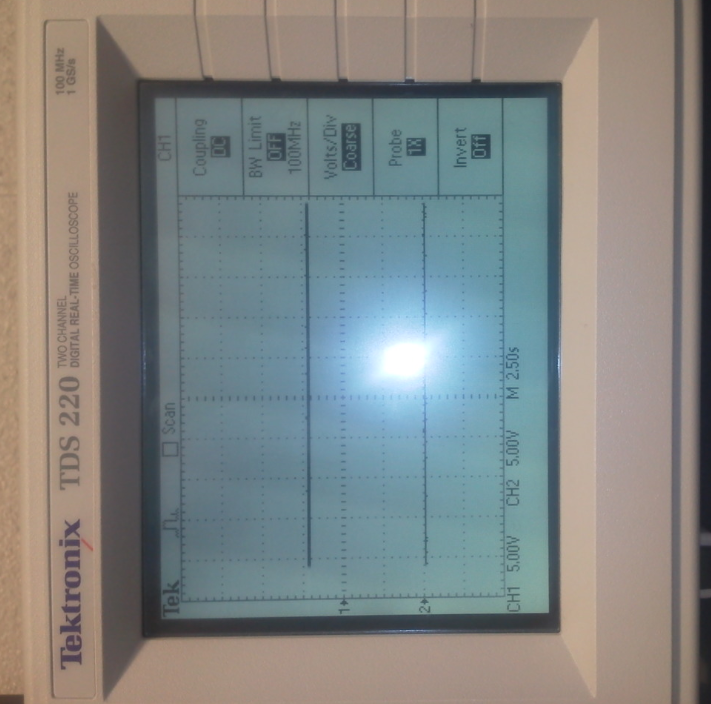 Tektronix TDS 220 TWO CHANNEL
DIGITAL REAL-TIME OSCILLOSCOPE
100 MHz
1 GS/s
Tek
Scan
CH1
Coupling
DC
BW Limit
OFF
100MHz
Volts/Div
Coarse
Probe
1X
Invert
Off
1
2
CH1 5.00V CH2 5.00V M 2.50s